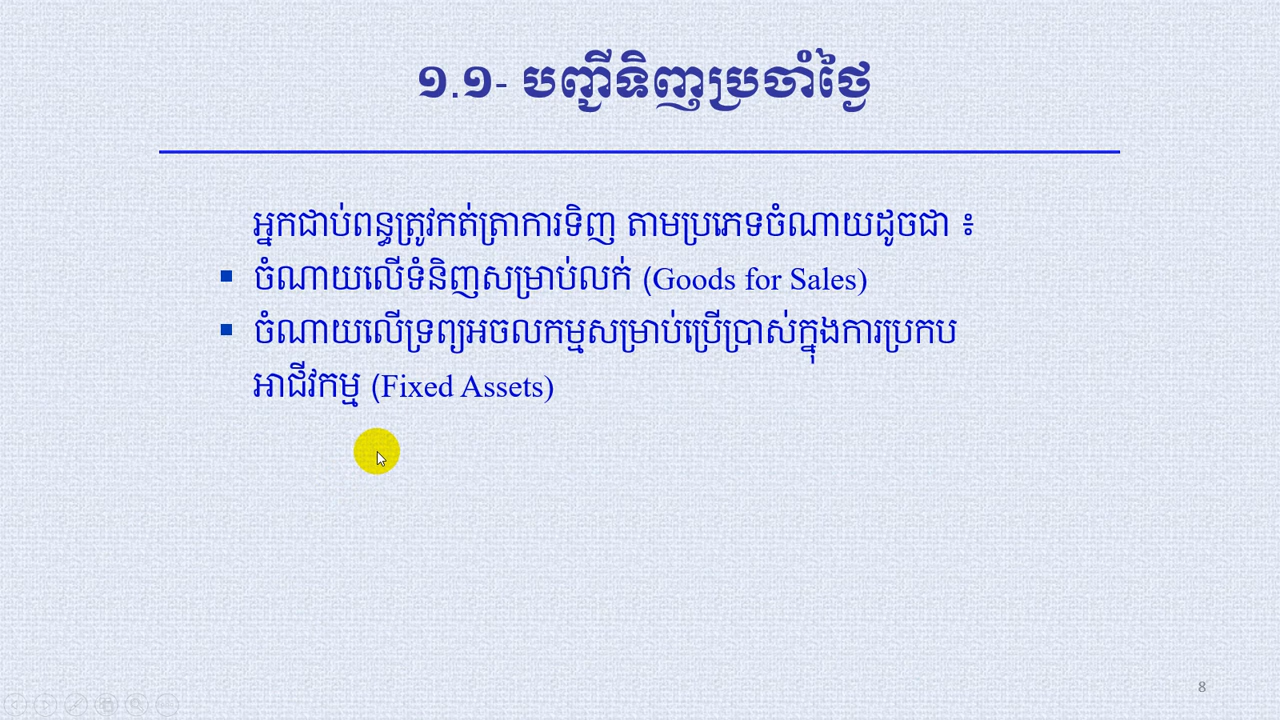 ១.១- បញ្ជីទិញប្រចាំថ្ងៃ
អ្នកជាប់ពន្ធត្រូវកត់ត្រាការទិញ តាមប្រភេទចំណាយដូចជា ៖
▪ ចំណាយលើទំនិញសម្រាប់លក់ (Goods for Sales)
▪ ចំណាយលើទ្រព្យអចលកម្មសម្រាប់ប្រើប្រាស់ក្នុងការប្រកប
អាជីវកម្ម (Fixed Assets)
8